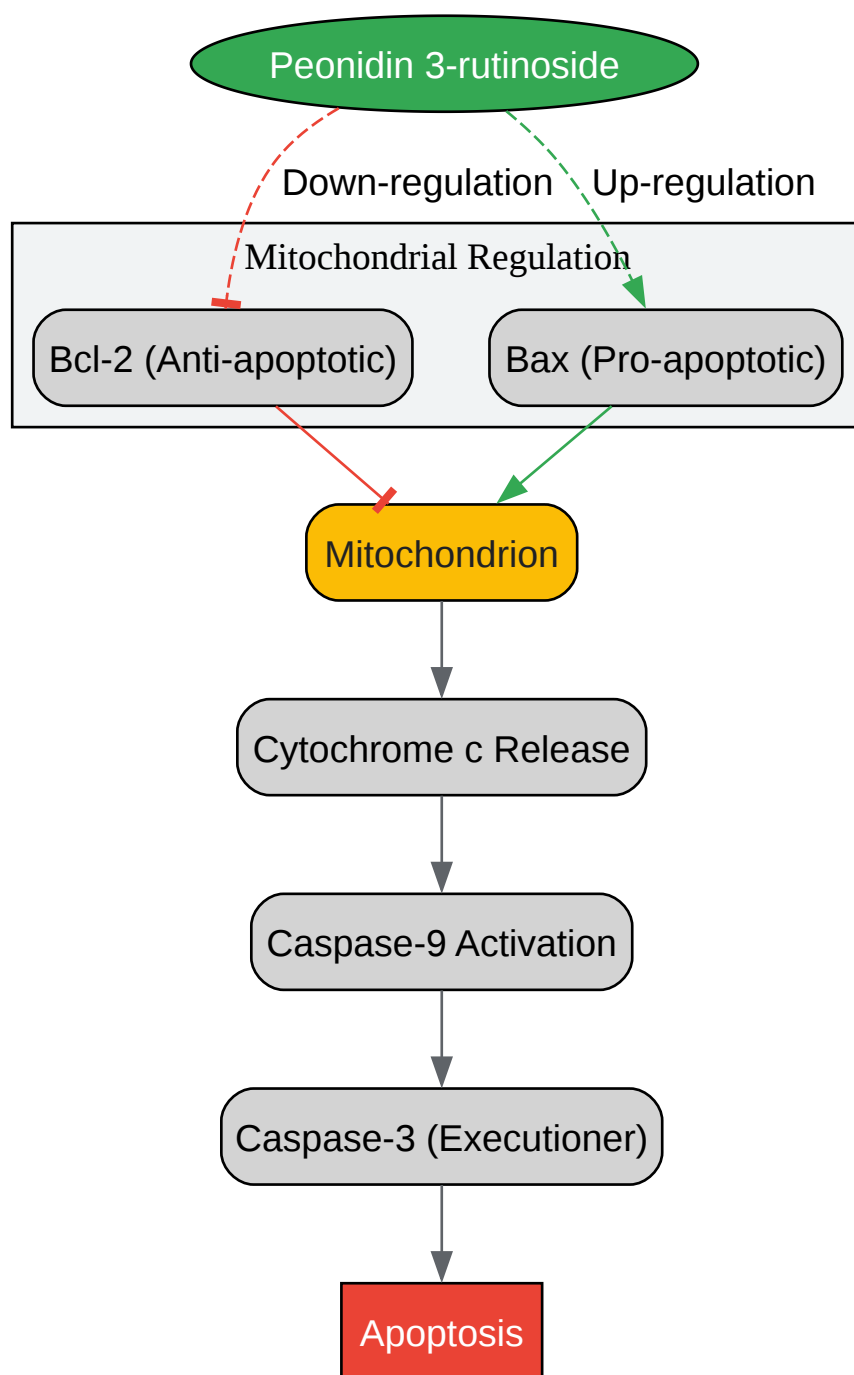 Peonidin 3-rutinoside
Down-regulation
Up-regulation
Mitochondrial Regulation
Bcl-2 (Anti-apoptotic)
Bax (Pro-apoptotic)
Mitochondrion
Cytochrome c Release
Caspase-9 Activation
Caspase-3 (Executioner)
Apoptosis